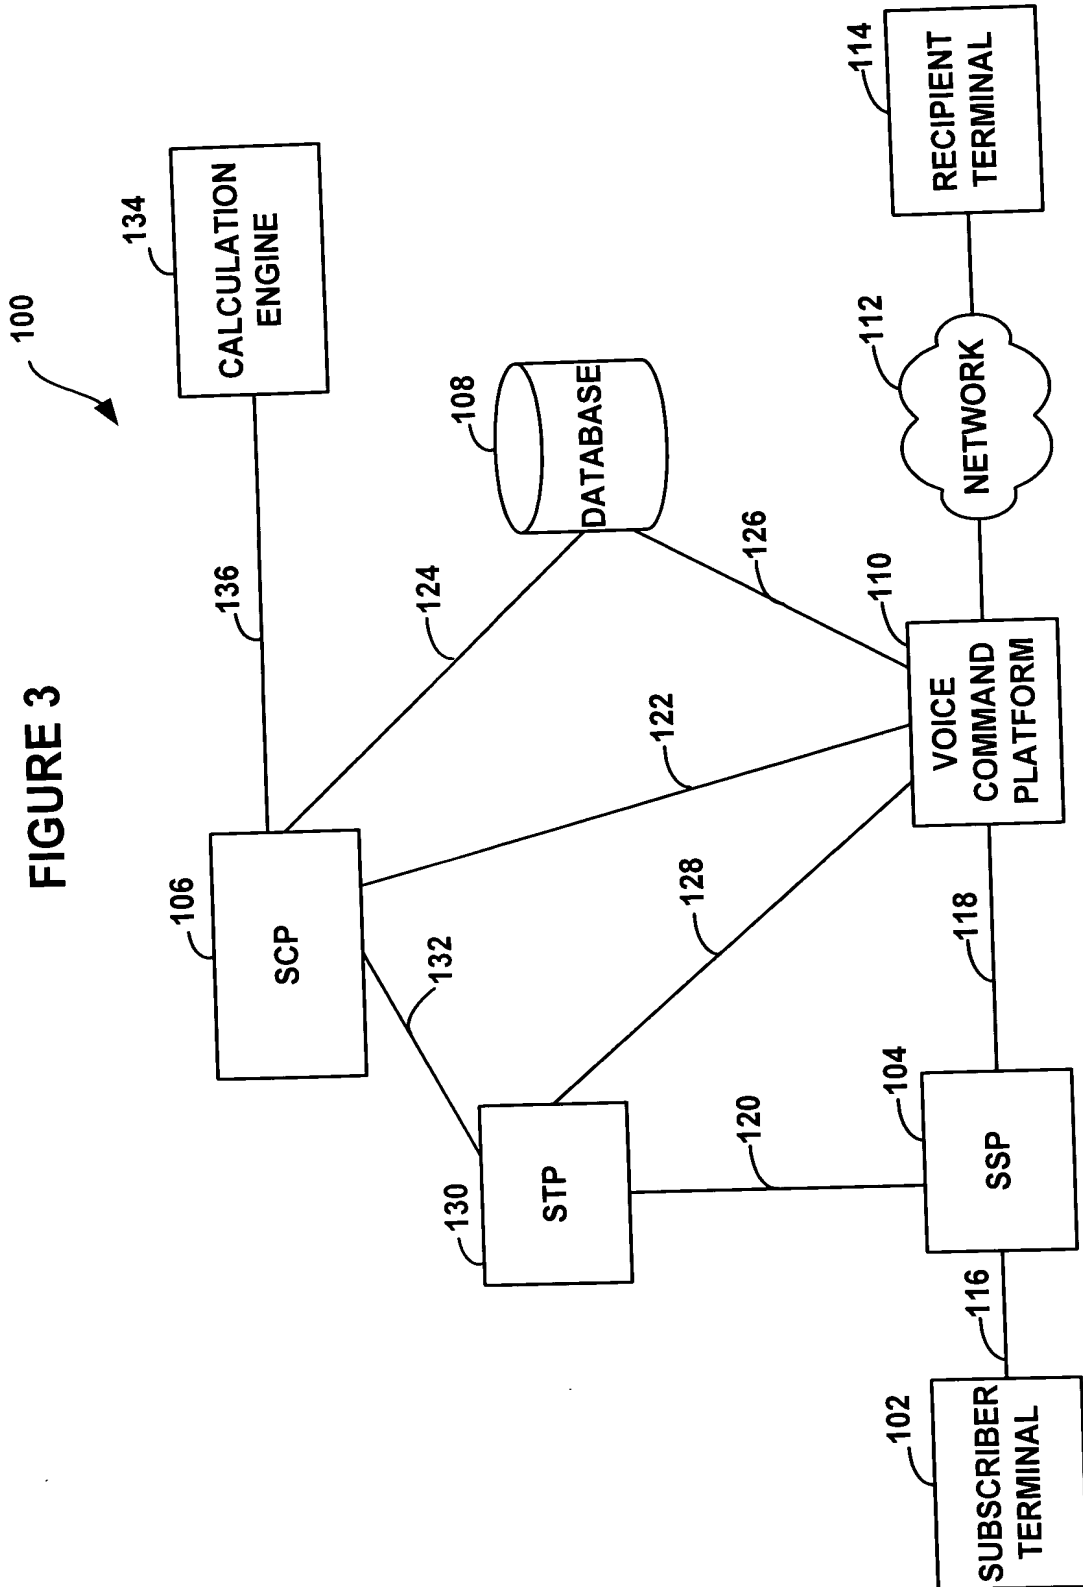 FIGURE 3
100
134
CALCULATION
ENGINE
136
106
SCP
124
108
DATABASE
132
122
130
STP
128
126
120
114
RECIPIENT
TERMINAL
112
NETWORK
110
VOICE
COMMAND
PLATFORM
118
104
SSP
116
102
SUBSCRIBER
TERMINAL